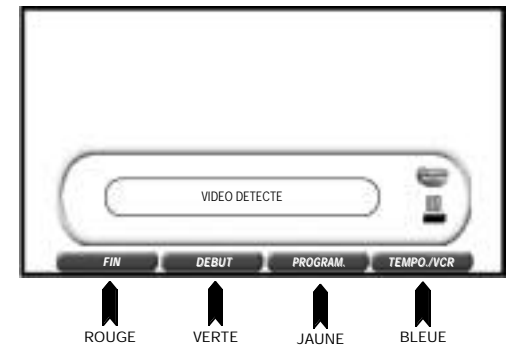 VIDEO DETECTE
FIN DEBUT PROGRAM. TEMPO./VCR
ROUGE VERTE JAUNE BLEUE